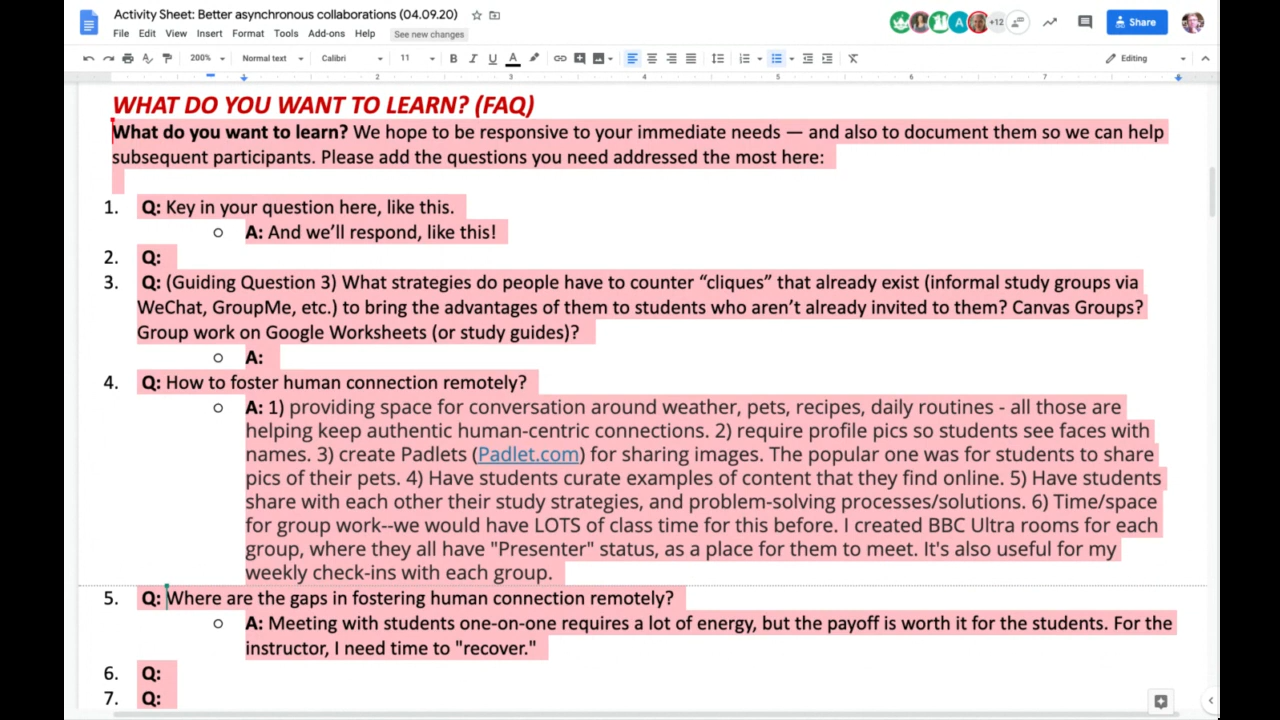 Activity Sheet: Better asynchronous collaborations (04.09.20)
File Edit View Insert Format Tools Add-ons Help See new changes
A +12 Share
200% Normal text Calibri 11 B I U A Editing
2 3 4 5 6 7
WHAT DO YOU WANT TO LEARN? (FAQ)
What do you want to learn? We hope to be responsive to your immediate needs — and also to document them so we can help
subsequent participants. Please add the questions you need addressed the most here:
1. Q: Key in your question here, like this.
A: And we’ll respond, like this!
2. Q:
3. Q: (Guiding Question 3) What strategies do people have to counter “cliques” that already exist (informal study groups via
WeChat, GroupMe, etc.) to bring the advantages of them to students who aren’t already invited to them? Canvas Groups?
Group work on Google Worksheets (or study guides)?
A:
4. Q: How to foster human connection remotely?
A: 1) providing space for conversation around weather, pets, recipes, daily routines - all those are
helping keep authentic human-centric connections. 2) require profile pics so students see faces with
names. 3) create Padlets (Padlet.com) for sharing images. The popular one was for students to share
pics of their pets. 4) Have students curate examples of content that they find online. 5) Have students
share with each other their study strategies, and problem-solving processes/solutions. 6) Time/space
for group work--we would have LOTS of class time for this before. I created BBC Ultra rooms for each
group, where they all have "Presenter" status, as a place for them to meet. It's also useful for my
weekly check-ins with each group.
5. Q: Where are the gaps in fostering human connection remotely?
A: Meeting with students one-on-one requires a lot of energy, but the payoff is worth it for the students. For the
instructor, I need time to "recover."
6. Q:
7. Q: